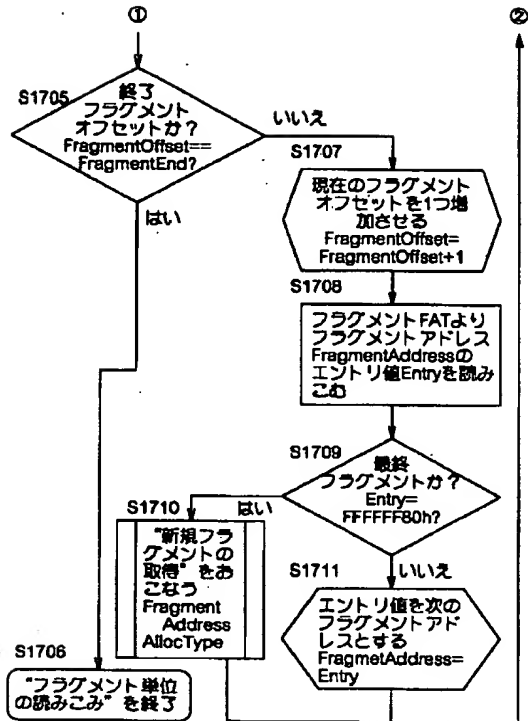 ①
②
S1705
終了
フラグメント
オフセットか?
FragmentOffset==
FragmentEnd?
いいえ
はい
S1707
現在のフラグメント
オフセットを1つ増
加させる
FragmentOffset=
FragmentOffset+1
S1708
フラグメントFATより
フラグメントアドレス
FragmentAddressの
エントリ値Entryを読み
こむ
S1709
最終
フラグメントか?
Entry=
FFFFFF80h?
はい
いいえ
S1710
"新規フラ
グメントの
取得"をお
こなう
Fragment
Address
AllocType
S1711
エントリ値を次の
フラグメントアド
レスとする
FragmetAddress=
Entry
S1706
"フラグメント単位
の読みこみ"を終了